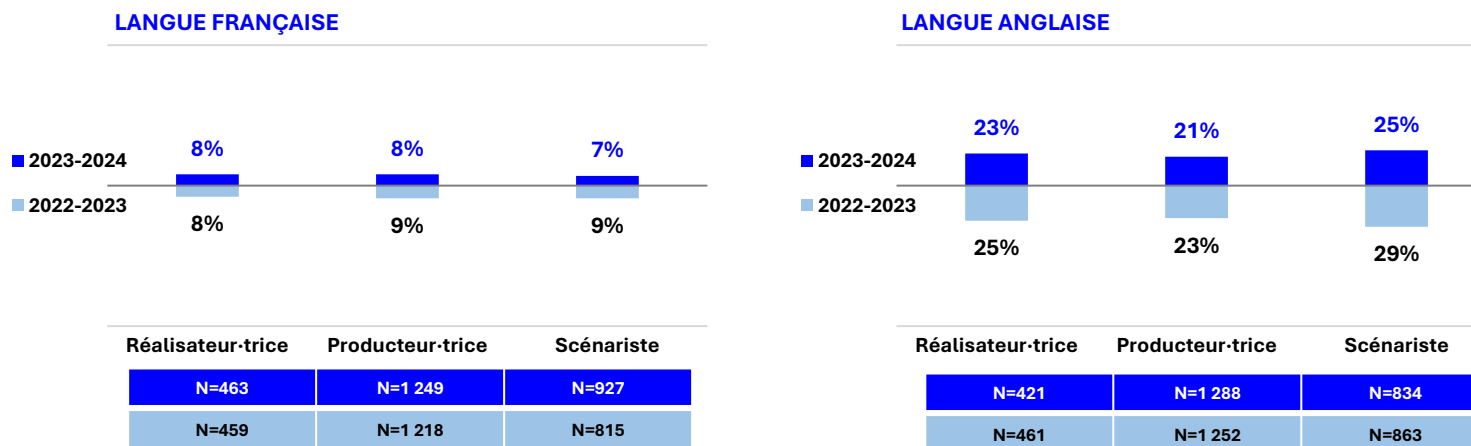 LANGUE FRANÇAISE
8%
8%
7%
2023-2024
2022-2023
8%
9%
9%
Réalisateur·trice Producteur·trice Scénariste
N=463 N=1 249 N=927
N=459 N=1 218 N=815
LANGUE ANGLAISE
23%
21%
25%
2023-2024
2022-2023
25%
23%
29%
Réalisateur·trice Producteur·trice Scénariste
N=421 N=1 288 N=834
N=461 N=1 252 N=863